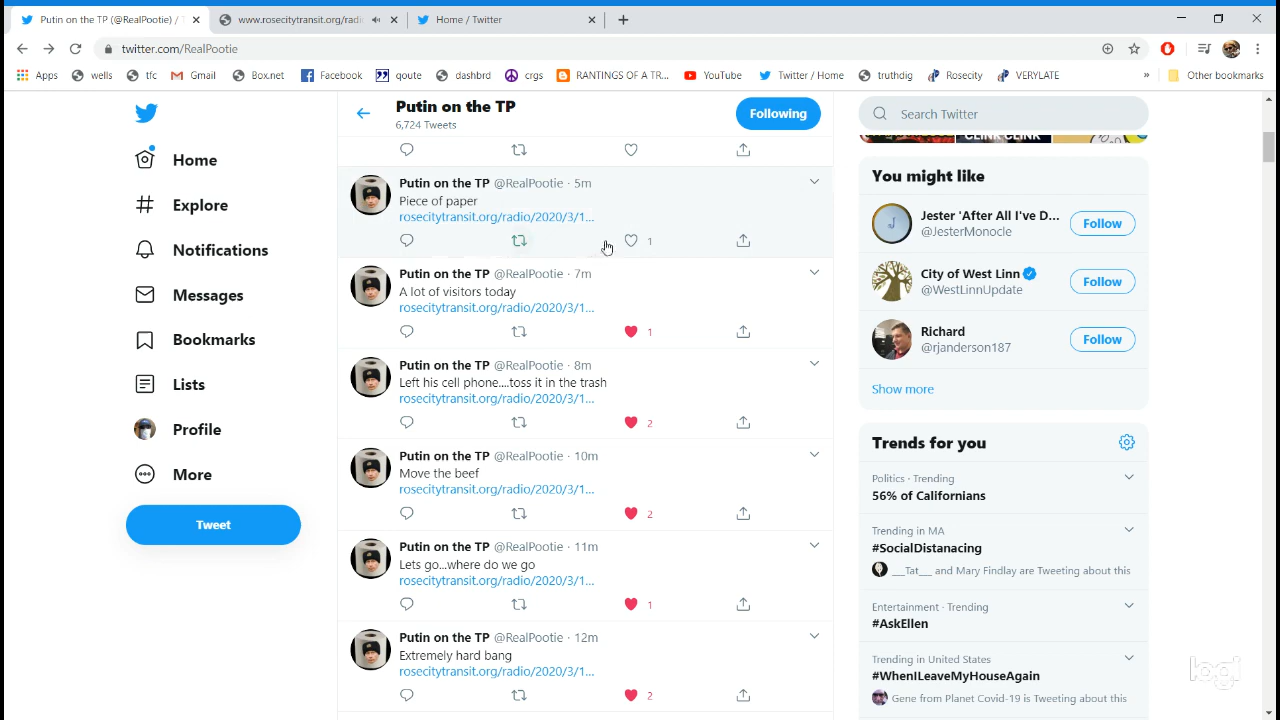 Putin on the TP (@RealPootie) / T
www.rosecitytransit.org/radi
Home / Twitter
twitter.com/RealPootie
Apps
wells
tfc
Gmail
Box.net
Facebook
qoute
dashbrd
crgs
RANTINGS OF A TR...
YouTube
Twitter / Home
truthdig
Rosecity
VERYLATE
»
Other bookmarks
Home
Explore
Notifications
Messages
Bookmarks
Lists
Profile
More
Tweet
Putin on the TP
6,724 Tweets
Following
Putin on the TP @RealPootie · 5m
Piece of paper
rosecitytransit.org/radio/2020/3/1...
1
Putin on the TP @RealPootie · 7m
A lot of visitors today
rosecitytransit.org/radio/2020/3/1...
1
Putin on the TP @RealPootie · 8m
Left his cell phone....toss it in the trash
rosecitytransit.org/radio/2020/3/1...
2
Putin on the TP @RealPootie · 10m
Move the beef
rosecitytransit.org/radio/2020/3/1...
2
Putin on the TP @RealPootie · 11m
Lets go...where do we go
rosecitytransit.org/radio/2020/3/1...
1
Putin on the TP @RealPootie · 12m
Extremely hard bang
rosecitytransit.org/radio/2020/3/1...
2
Search Twitter
CLINK CLINK
You might like
J
Jester 'After All I've D...
@JesterMonocle
Follow
City of West Linn
@WestLinnUpdate
Follow
Richard
@rjanderson187
Follow
Show more
Trends for you
Politics · Trending
56% of Californians
Trending in MA
#SocialDistanacing
___Tat___ and Mary Findlay are Tweeting about this
Entertainment · Trending
#AskEllen
Trending in United States
#WhenILeaveMyHouseAgain
Gene from Planet Covid-19 is Tweeting about this